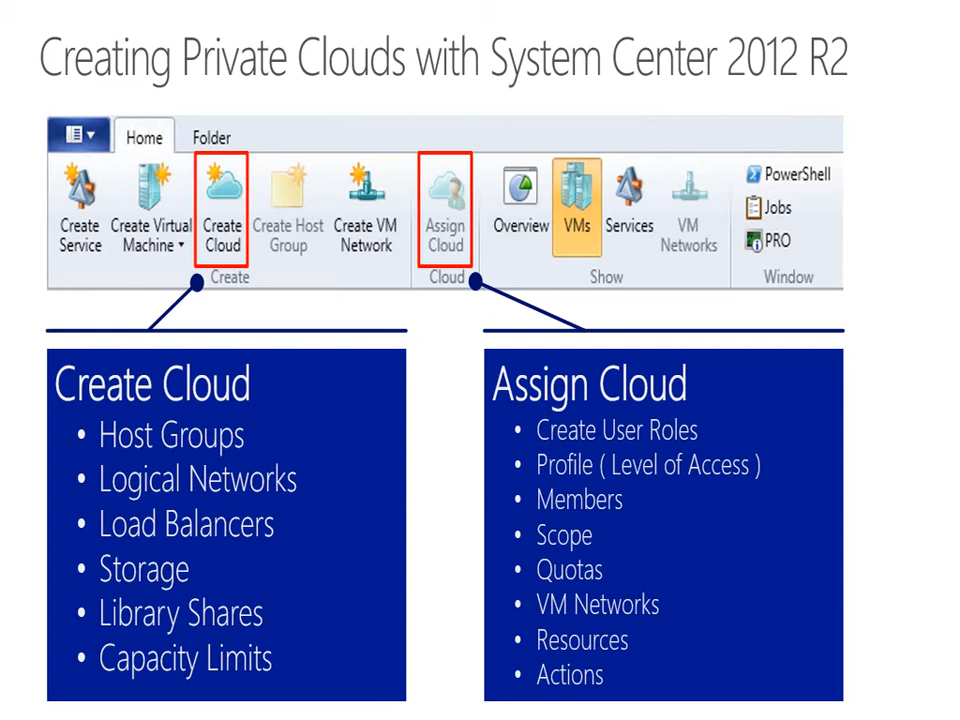 Creating Private Clouds with System Center 2012 R2
Home Folder
Create Service
Create Virtual Machine
Create Cloud
Create Host Group
Create VM Network
Assign Cloud
Overview
VMs
Services
VM Networks
PowerShell
Jobs
PRO
Create
Cloud
Show
Window
Create Cloud
• Host Groups
• Logical Networks
• Load Balancers
• Storage
• Library Shares
• Capacity Limits
Assign Cloud
• Create User Roles
• Profile ( Level of Access )
• Members
• Scope
• Quotas
• VM Networks
• Resources
• Actions